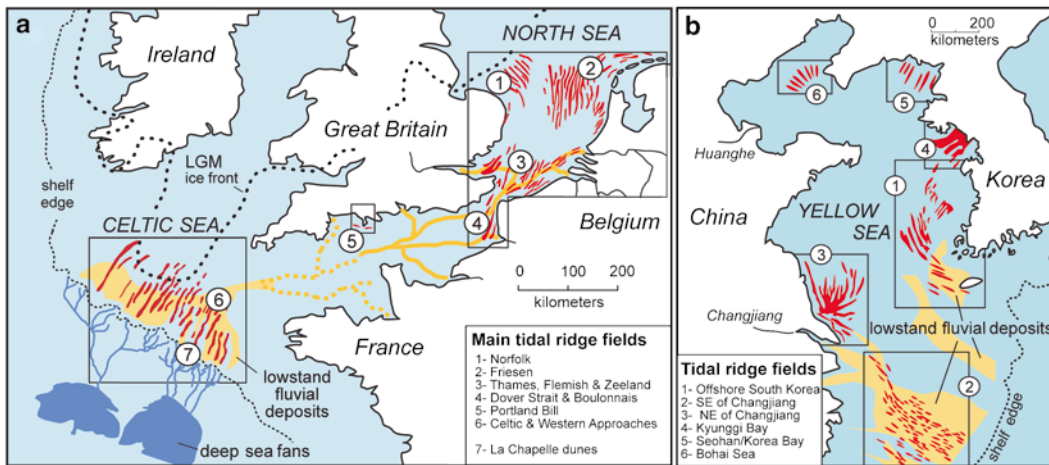 a
Ireland
NORTH SEA
1
2
Great Britain
LGM
ice front
shelf
edge
3
CELTIC SEA
4
Belgium
5
0 100 200
kilometers
6
7
France
lowstand
fluvial
deposits
deep sea fans
Main tidal ridge fields
1- Norfolk
2- Friesen
3- Thames, Flemish & Zeeland
4- Dover Strait & Boulonnais
5- Portland Bill
6- Celtic & Western Approaches
7- La Chapelle dunes
b
0 200
kilometers
6
5
4
Huanghe
1
Korea
China
YELLOW
SEA
3
Changjiang
lowstand fluvial deposits
2
shelf edge
Tidal ridge fields
1- Offshore South Korea
2- SE of Changjiang
3- NE of Changjiang
4- Kyunggi Bay
5- Seohan/Korea Bay
6- Bohai Sea